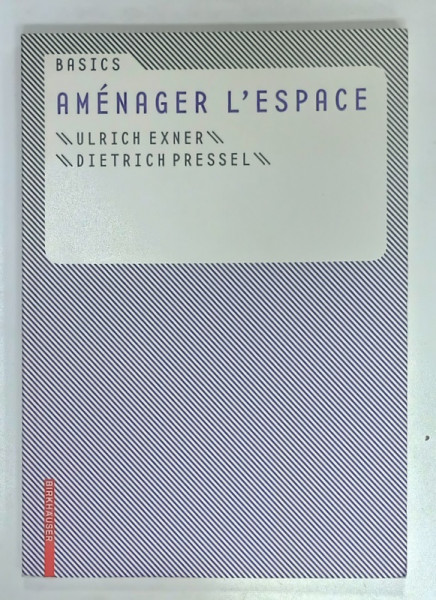 BASICS
AMÉNAGER L'ESPACE
\\ULRICH EXNER\\
\\DIETRICH PRESSEL\\
BIRKHÄUSER